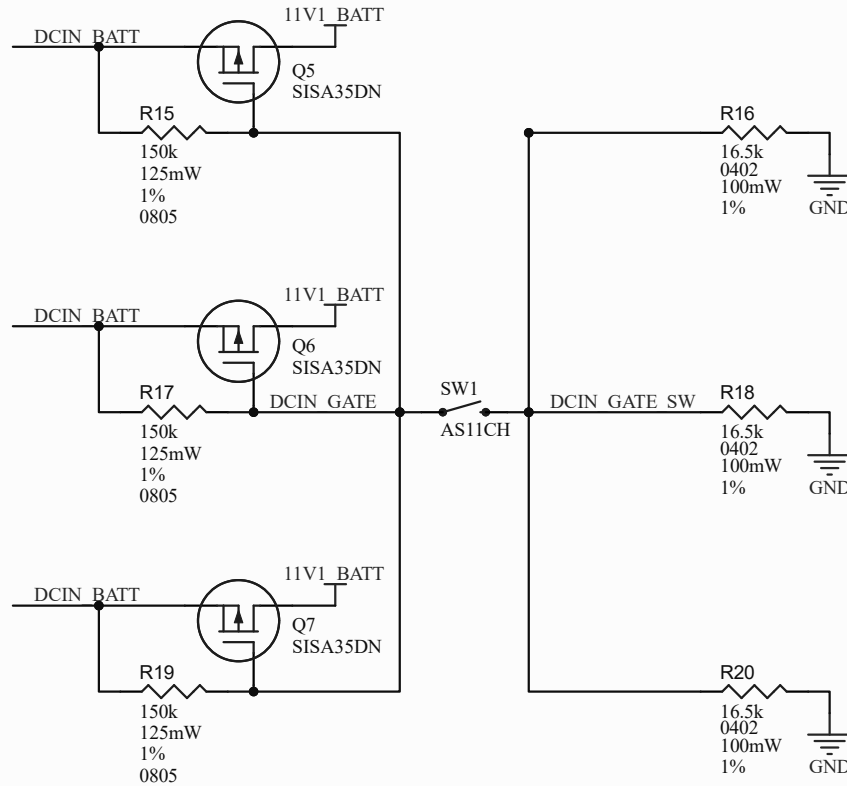 11V1_BATT
DCIN_BATT
Q5
SISA35DN
R15
150k
125mW
1%
0805
R16
16.5k
0402
100mW
1%
GND
11V1_BATT
DCIN_BATT
Q6
SISA35DN
R17
150k
125mW
1%
0805
DCIN_GATE
SW1
AS11CH
DCIN_GATE_SW
R18
16.5k
0402
100mW
1%
GND
11V1_BATT
DCIN_BATT
Q7
SISA35DN
R19
150k
125mW
1%
0805
R20
16.5k
0402
100mW
1%
GND